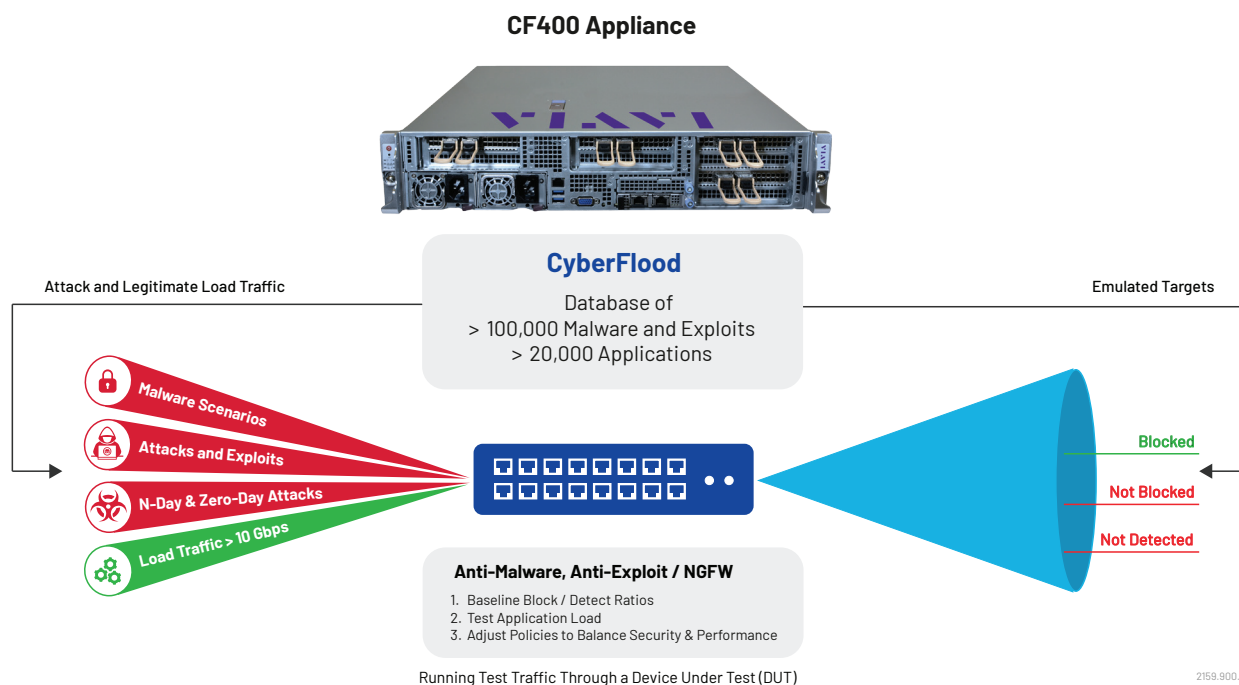 CF400 Appliance
VIAVI
VIAVI
CyberFlood
Database of
> 100,000 Malware and Exploits
> 20,000 Applications
Attack and Legitimate Load Traffic
Emulated Targets
Malware Scenarios
Attacks and Exploits
N-Day & Zero-Day Attacks
Load Traffic > 10 Gbps
Blocked
Not Blocked
Not Detected
Anti-Malware, Anti-Exploit / NGFW
1. Baseline Block / Detect Ratios
2. Test Application Load
3. Adjust Policies to Balance Security & Performance
Running Test Traffic Through a Device Under Test (DUT)
2159.900.